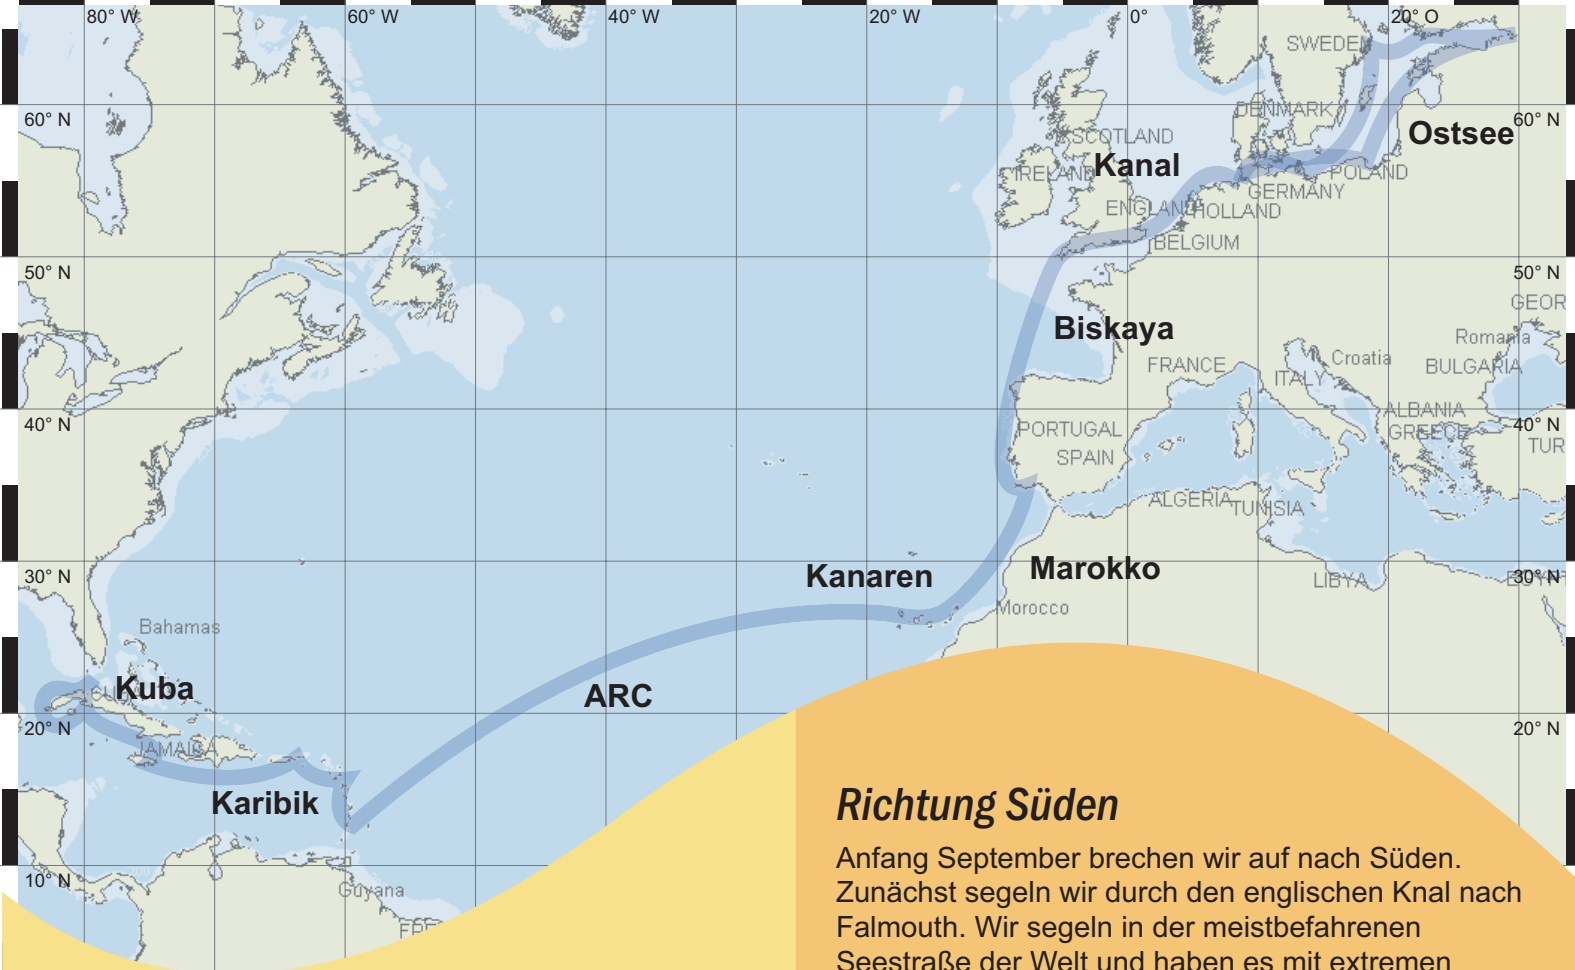 80° W 60° W 40° W 20° W 0° 20° O
SWEDEN
60° N DENMARK 60° N
SCOTLAND Ostsee
Kanal
IRELAND POLAND
GERMANY
ENGLAND HOLLAND
BELGIUM
50° N 50° N
GEOR
Biskaya Romania
FRANCE Croatia BULGARIA
ITALY
ALBANIA
40° N PORTUGAL GREECE 40° N
SPAIN TUR
ALGERIA TUNISIA
30° N Kanaren Marokko LIBYA 30° N
EGYPT
Morocco
Bahamas
CUBA Kuba ARC
20° N 20° N
JAMAICA
Karibik
10° N
Guyana
FRE
Richtung Süden
Anfang September brechen wir auf nach Süden.
Zunächst segeln wir durch den englischen Knal nach
Falmouth. Wir segeln in der meistbefahrenen
Seestraße der Welt und haben es mit extremen